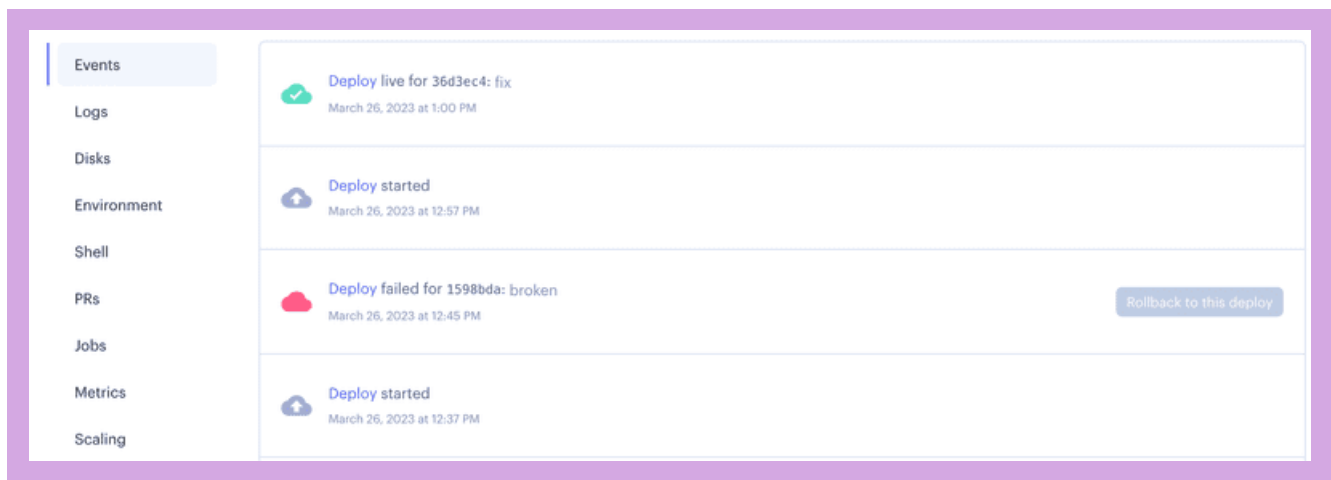 Events
Logs
Disks
Environment
Shell
PRs
Jobs
Metrics
Scaling
Deploy live for 36d3ec4: fix
March 26, 2023 at 1:00 PM
Deploy started
March 26, 2023 at 12:57 PM
Deploy failed for 1598bda: broken
March 26, 2023 at 12:45 PM
Rollback to this deploy
Deploy started
March 26, 2023 at 12:37 PM